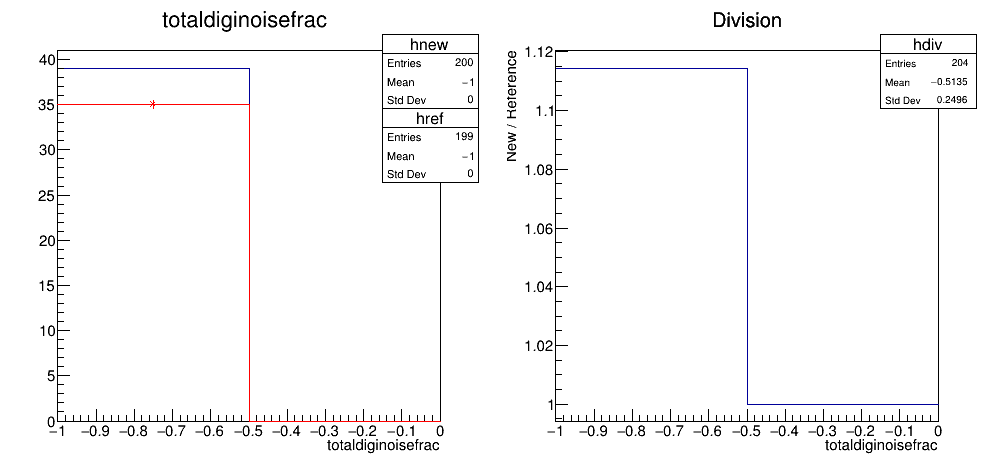 totaldiginoisefrac
hnew
Entries 200
Mean −1
Std Dev 0
href
Entries 199
Mean −1
Std Dev 0
40
35
30
25
20
15
10
5
0
−1 −0.9 −0.8 −0.7 −0.6 −0.5 −0.4 −0.3 −0.2 −0.1 0
totaldiginoisefrac
Division
hdiv
Entries 204
Mean −0.5135
Std Dev 0.2496
New / Reference
1.12
1.1
1.08
1.06
1.04
1.02
1
−1 −0.9 −0.8 −0.7 −0.6 −0.5 −0.4 −0.3 −0.2 −0.1 0
totaldiginoisefrac